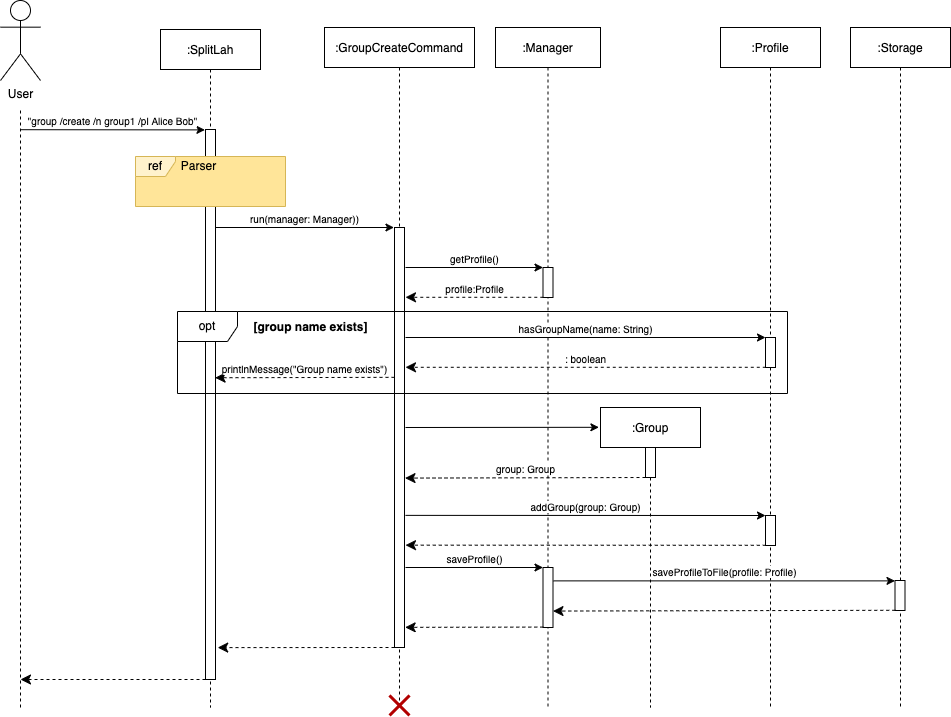 User
:SplitLah
:GroupCreateCommand
:Manager
:Profile
:Storage
"group /create /n group1 /pl Alice Bob"
ref
Parser
run(manager: Manager))
getProfile()
profile:Profile
opt
[group name exists]
hasGroupName(name: String)
: boolean
printlnMessage("Group name exists")
:Group
group: Group
addGroup(group: Group)
saveProfile()
saveProfileToFile(profile: Profile)